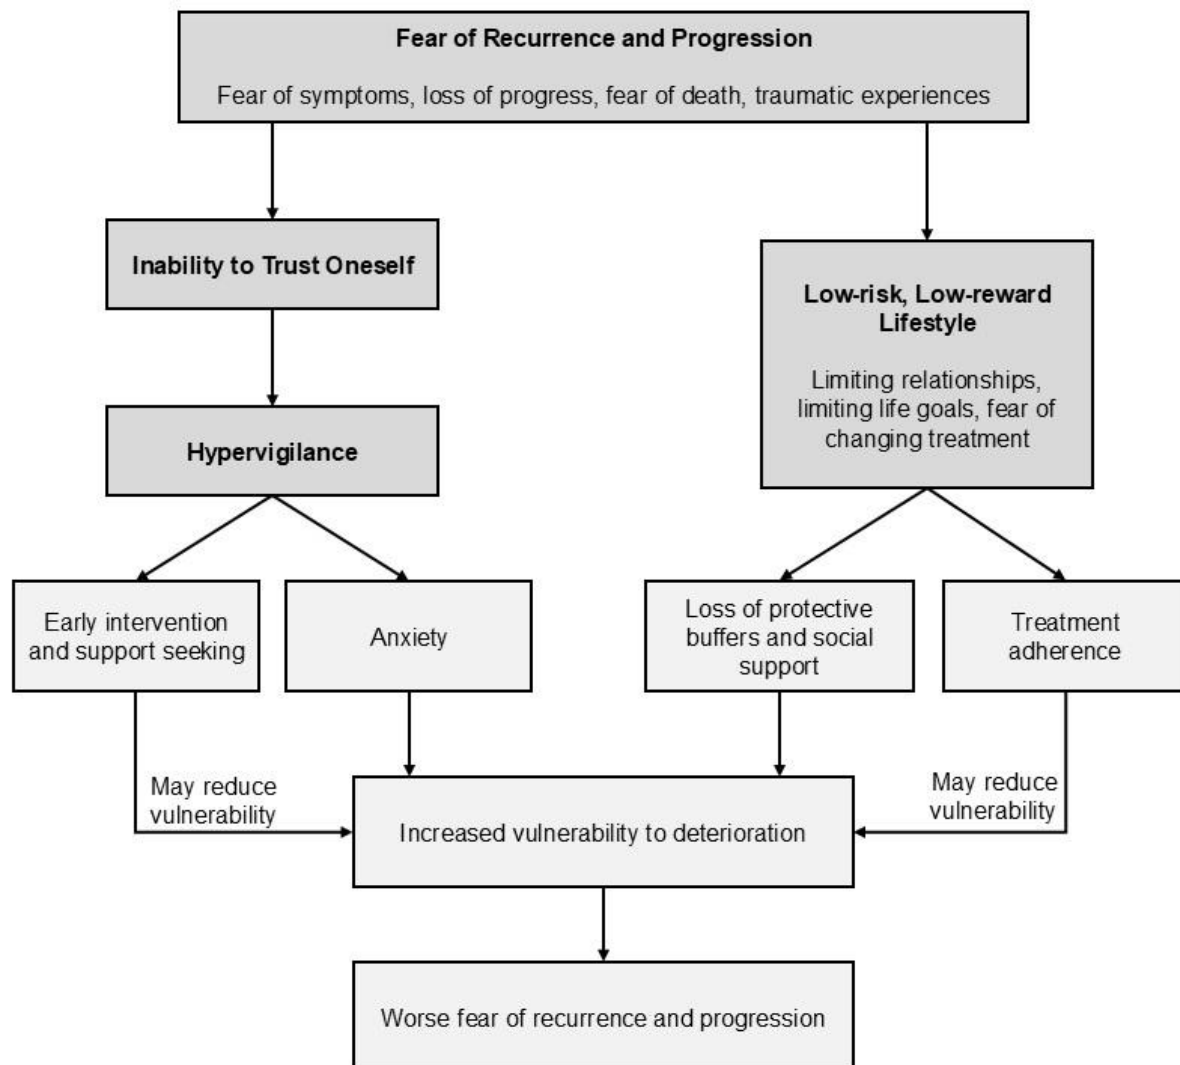 Fear of Recurrence and Progression
Fear of symptoms, loss of progress, fear of death, traumatic experiences
Inability to Trust Oneself
Low-risk, Low-reward
Lifestyle
Limiting relationships,
limiting life goals, fear of
changing treatment
Hypervigilance
Early intervention
and support seeking
Anxiety
Loss of protective
buffers and social
support
Treatment
adherence
May reduce
vulnerability
May reduce
vulnerability
Increased vulnerability to deterioration
Worse fear of recurrence and progression